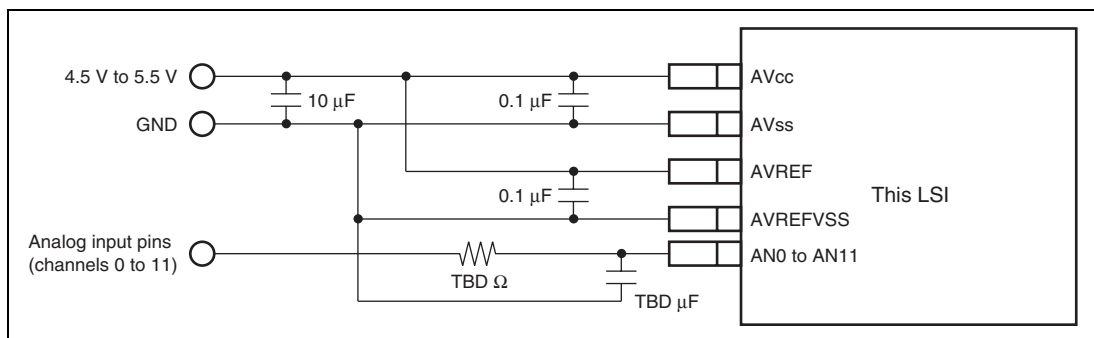 4.5 V to 5.5 V
10 μF
0.1 μF
AVcc
GND
AVss
AVREF
0.1 μF
This LSI
AVREFVSS
Analog input pins
(channels 0 to 11)
TBD Ω
AN0 to AN11
TBD μF